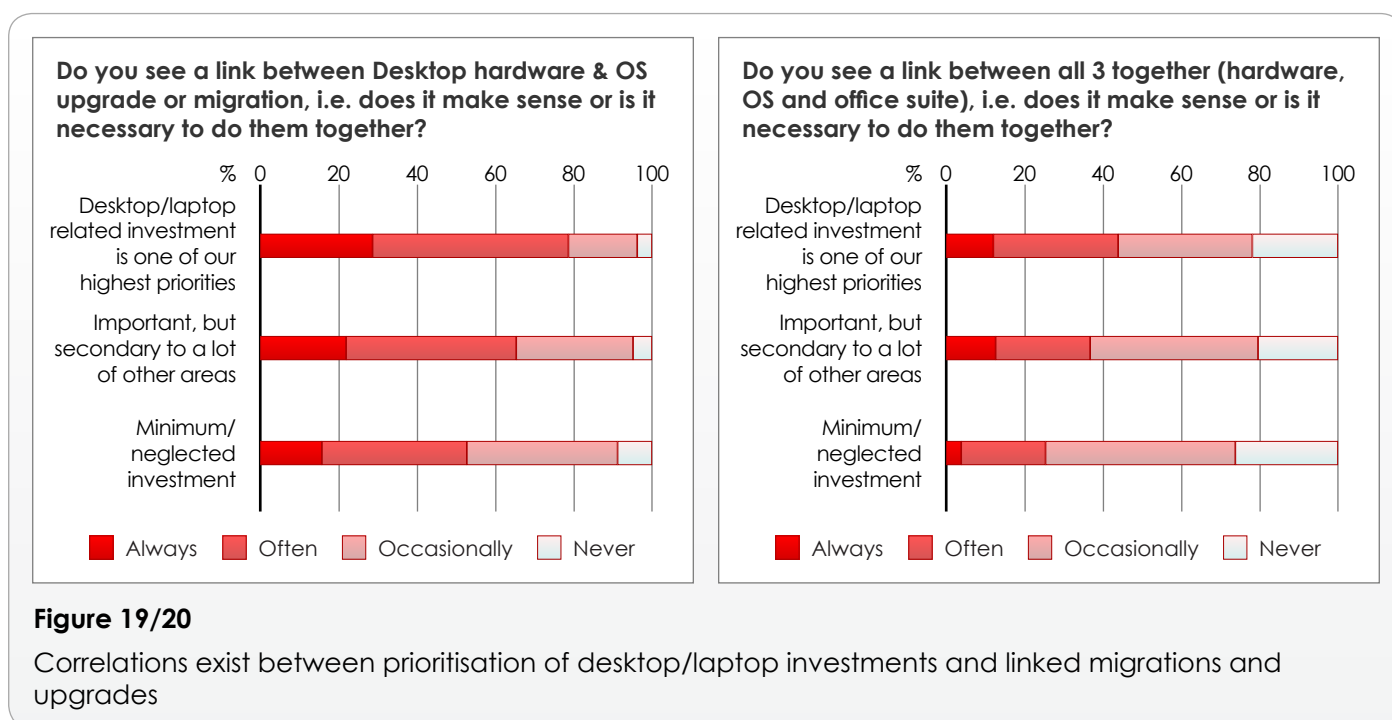 Do you see a link between Desktop hardware & OS
upgrade or migration, i.e. does it make sense or is it
necessary to do them together?
% 0 20 40 60 80 100
Desktop/laptop
related investment
is one of our
highest priorities
Important, but
secondary to a lot
of other areas
Minimum/
neglected
investment
Always Often Occasionally Never
Do you see a link between all 3 together (hardware,
OS and office suite), i.e. does it make sense or is it
necessary to do them together?
% 0 20 40 60 80 100
Desktop/laptop
related investment
is one of our
highest priorities
Important, but
secondary to a lot
of other areas
Minimum/
neglected
investment
Always Often Occasionally Never
Figure 19/20
Correlations exist between prioritisation of desktop/laptop investments and linked migrations and
upgrades